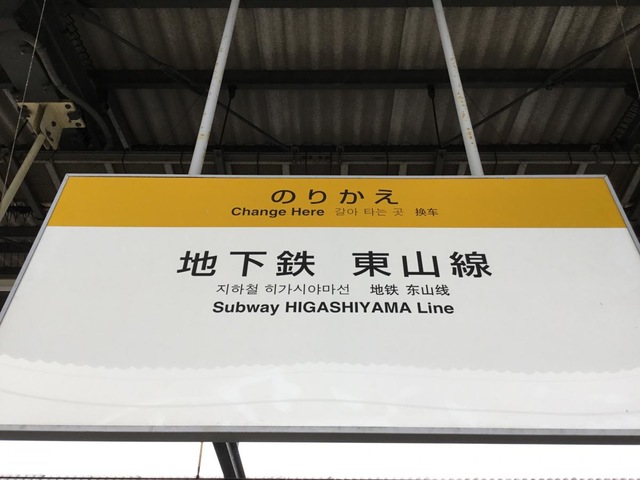 のりかえ
Change Here 갈아 타는 곳 换车
地下鉄 東山線
지하철 히가시야마선 地铁 东山线
Subway HIGASHIYAMA Line